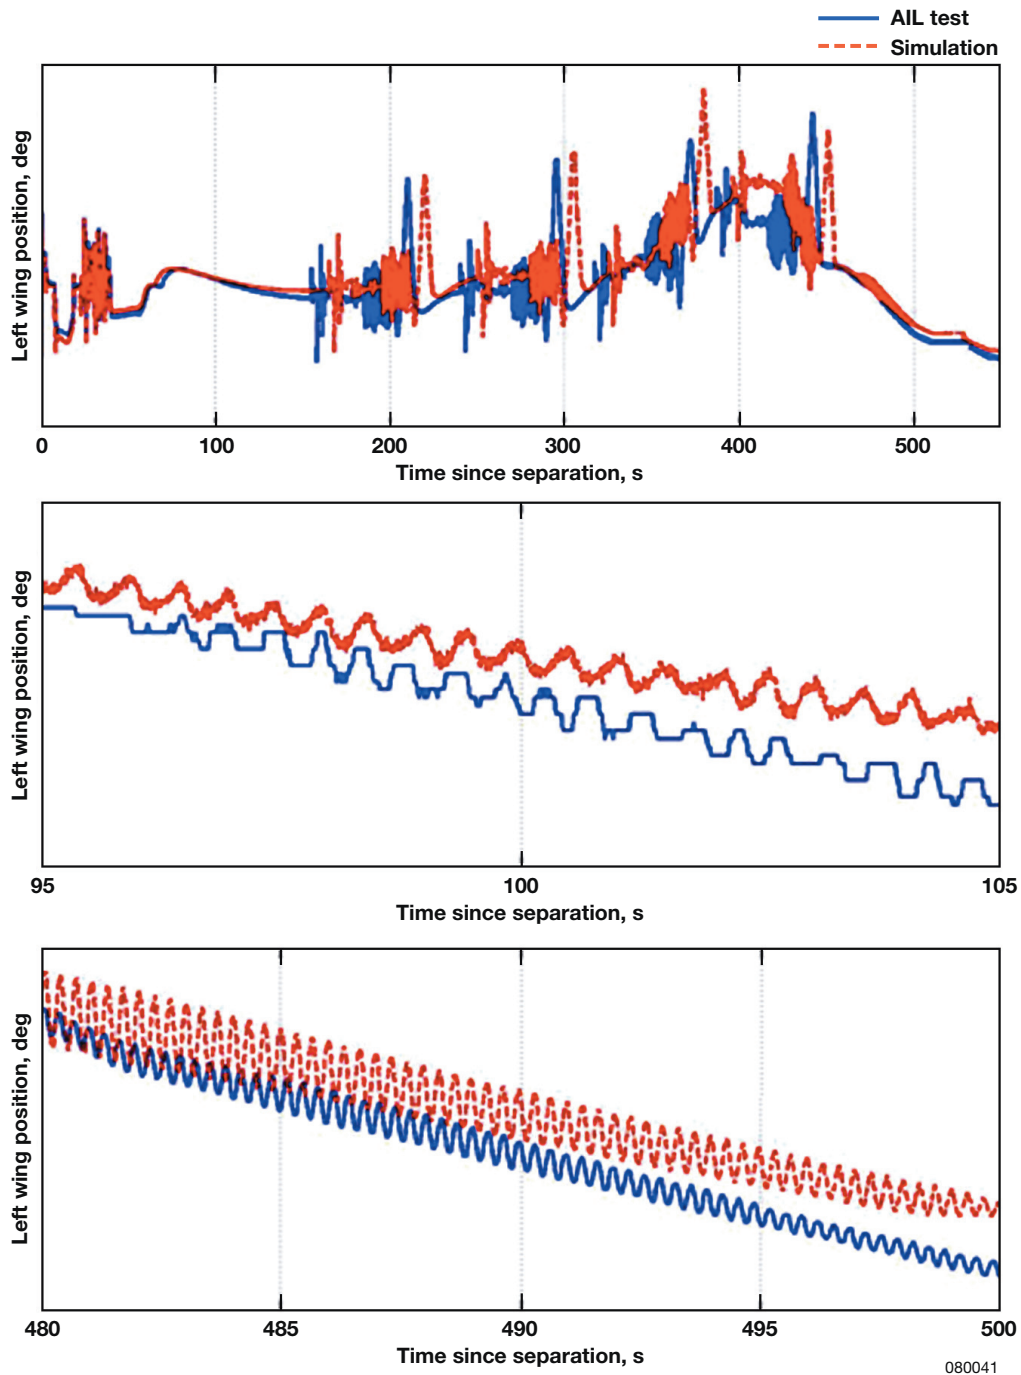 AIL test
Simulation
Left wing position, deg
0 100 200 300 400 500
Time since separation, s
Left wing position, deg
95 100 105
Time since separation, s
Left wing position, deg
480 485 490 495 500
Time since separation, s
080041